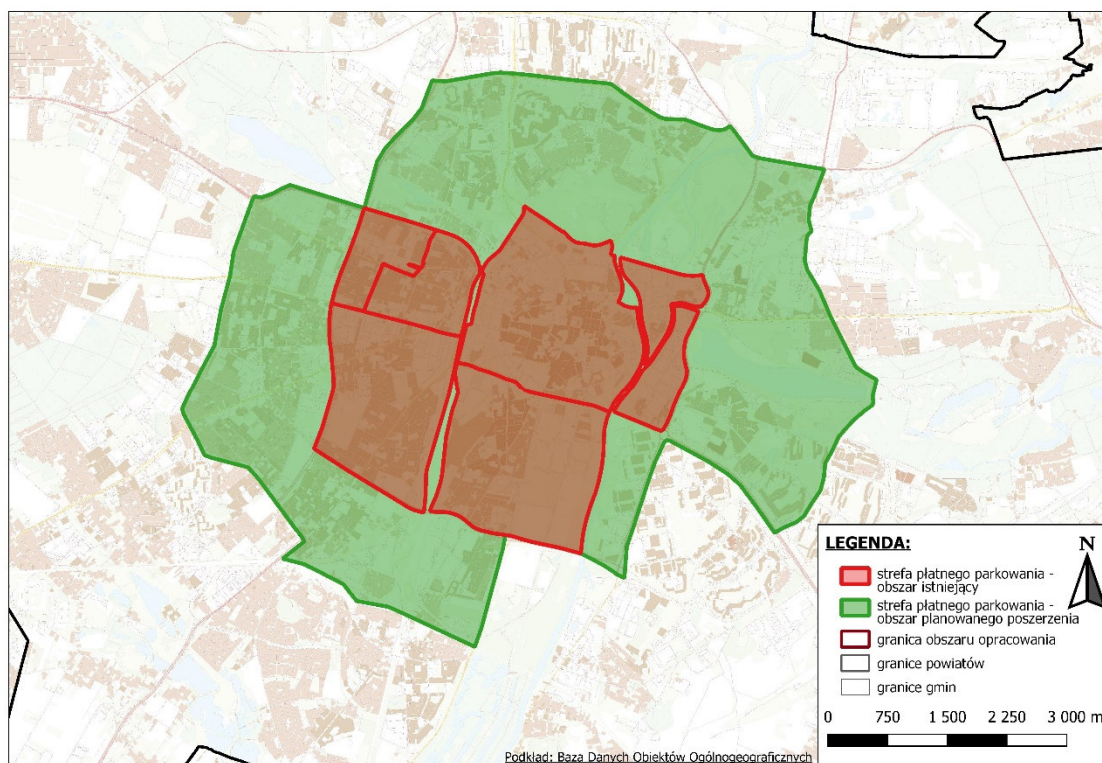 LEGENDA:
N
strefa płatnego parkowania -
obszar istniejący
strefa płatnego parkowania -
obszar planowanego poszerzenia
granica obszaru opracowania
granice powiatów
granice gmin
0 750 1 500 2 250 3 000 m
Podkład: Baza Danych Obiektów Ogólnogeograficznych